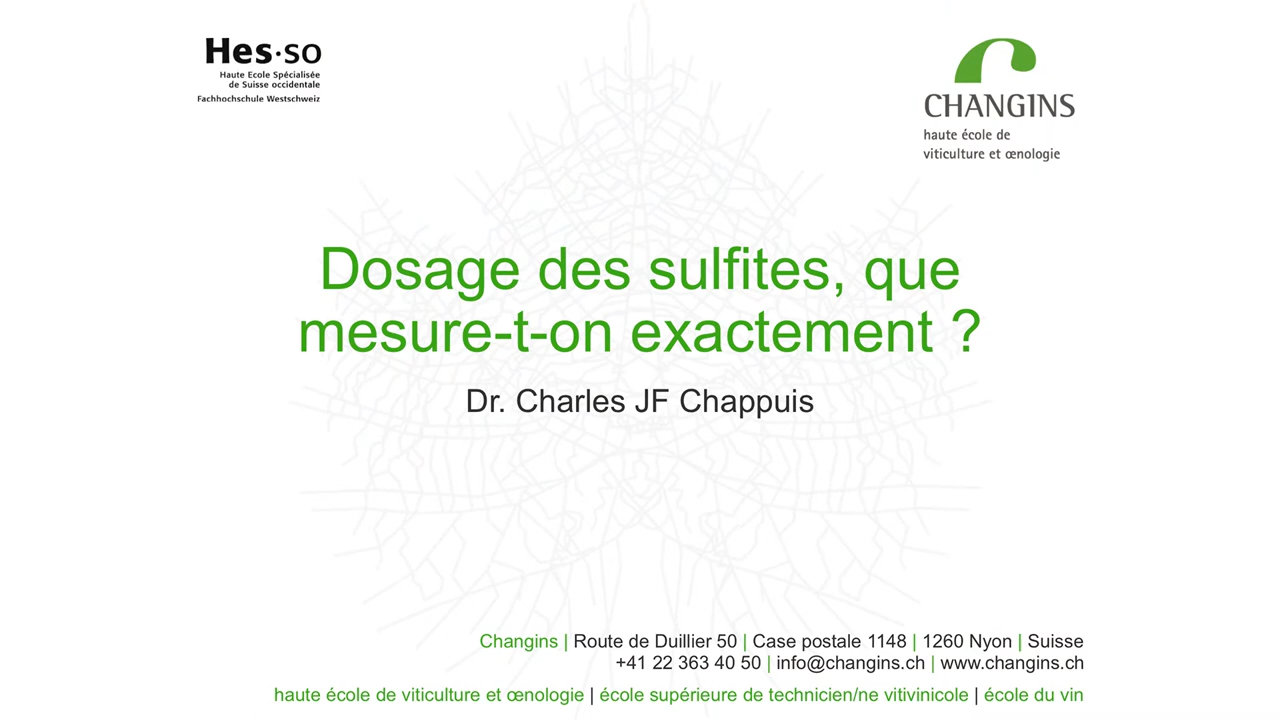 Hes·so
Haute Ecole Spécialisée
de Suisse occidentale
Fachhochschule Westschweiz
CHANGINS
haute école de
viticulture et œnologie
Dosage des sulfites, que
mesure-t-on exactement ?
Dr. Charles JF Chappuis
Changins | Route de Duillier 50 | Case postale 1148 | 1260 Nyon | Suisse
+41 22 363 40 50 | info@changins.ch | www.changins.ch
haute école de viticulture et œnologie | école supérieure de technicien/ne vitivinicole | école du vin